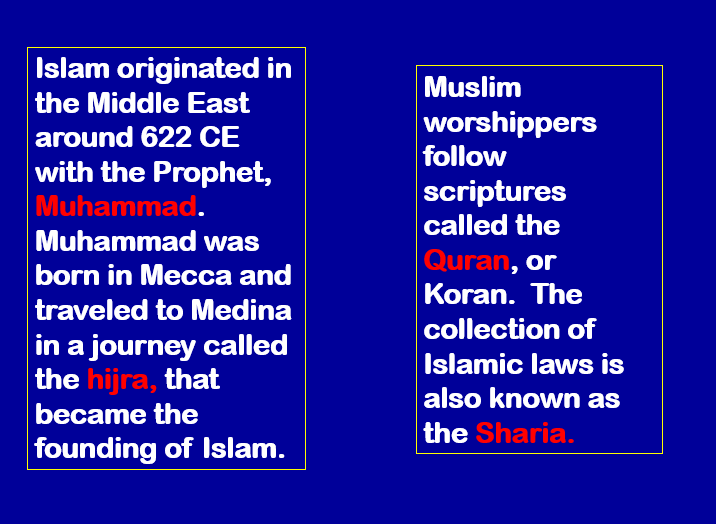 Islam originated in
the Middle East
around 622 CE
with the Prophet,
Muhammad.
Muhammad was
born in Mecca and
traveled to Medina
in a journey called
the hijra, that
became the
founding of Islam.
Muslim
worshippers
follow
scriptures
called the
Quran, or
Koran.  The
collection of
Islamic laws is
also known as
the Sharia.